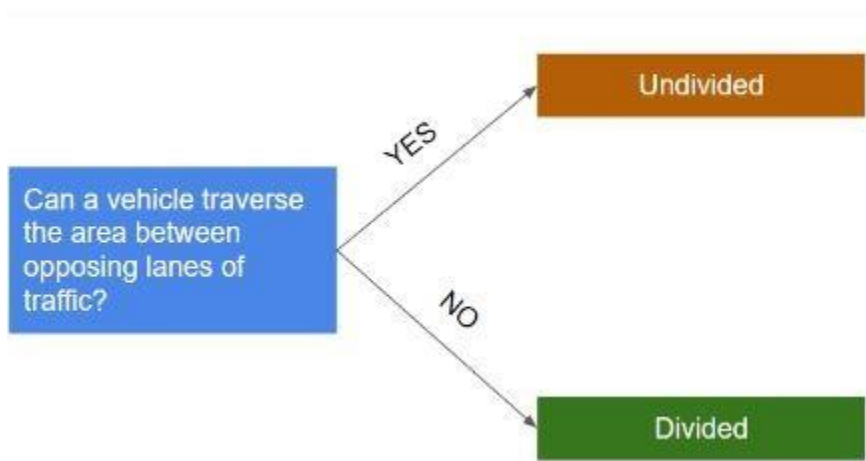 Undivided
YES
Can a vehicle traverse
the area between
opposing lanes of
traffic?
NO
Divided